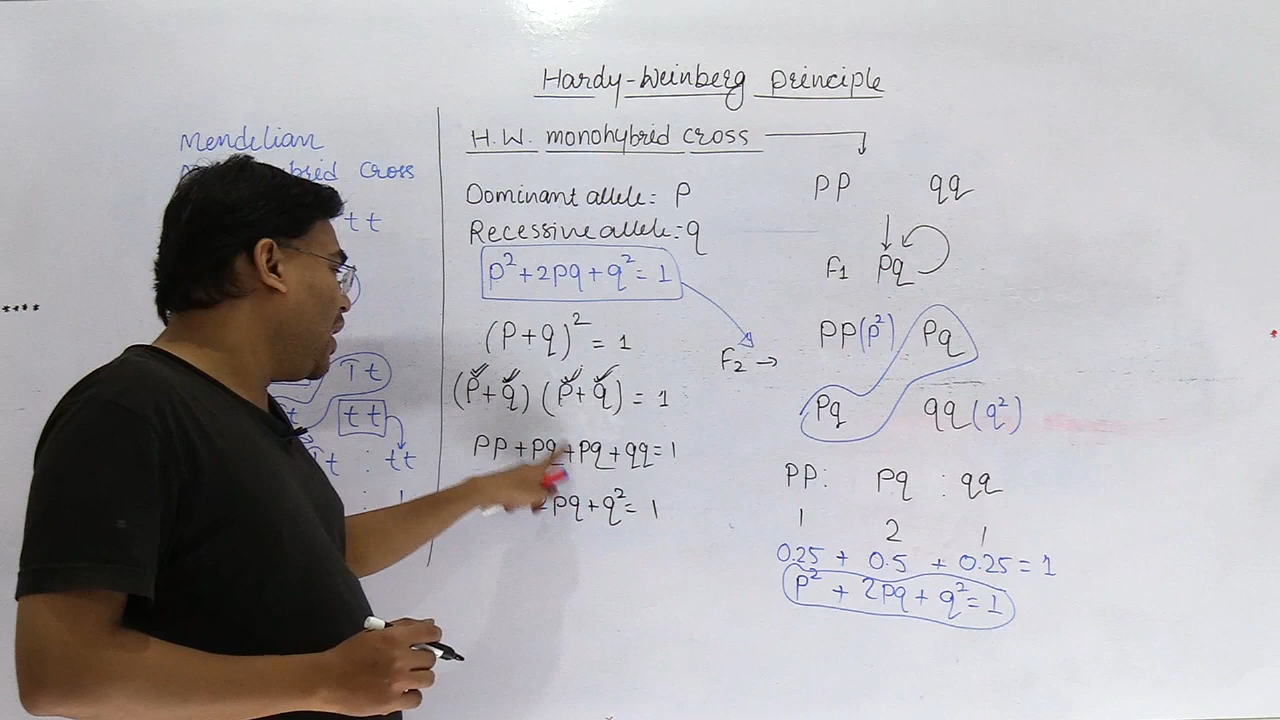 Hardy-Weinberg principle
Mendelian
brid cross
tt
Tt
tt
Tt : tt
H.W. monohybrid cross
Dominant allele = p
Recessive allele = q
p²+2pq+q² = 1
(p+q)² = 1
(p+q) (p+q) = 1
pp+pq+pq+qq=1
2pq+q² = 1
pp qq
F1 pq
F2 → pp(p²) pq
pq qq(q²)
pp : pq : qq
1 2 1
0.25 + 0.5 + 0.25 = 1
p² + 2pq + q² = 1